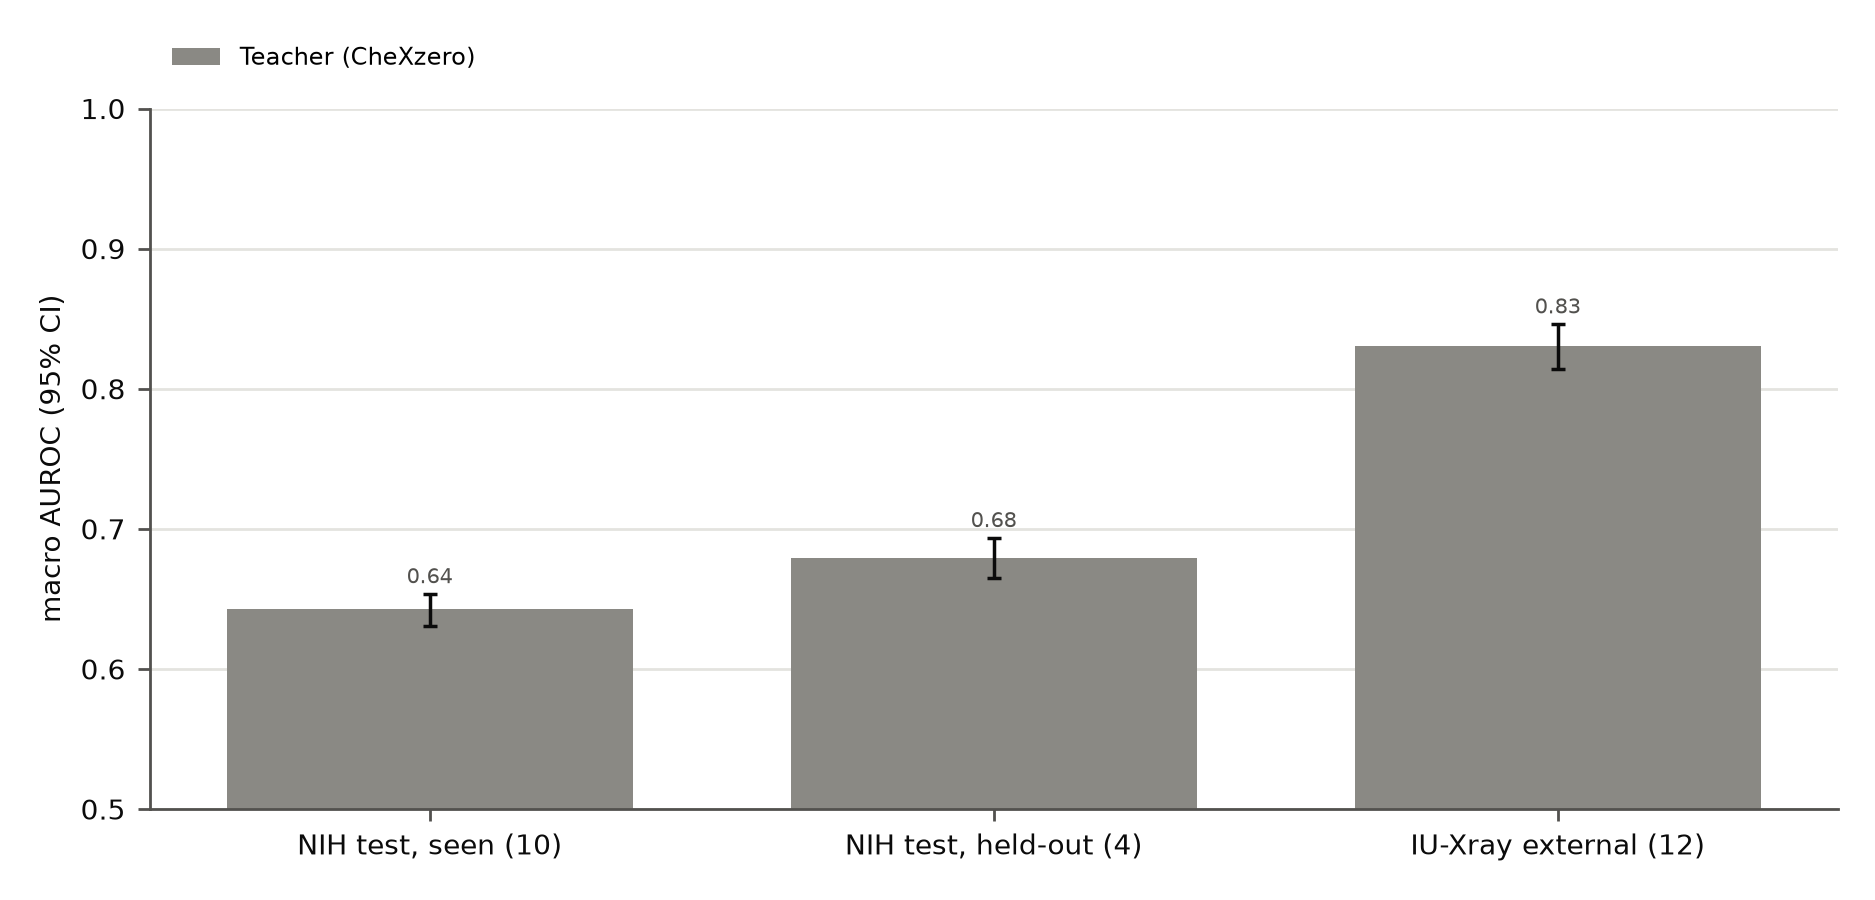 Teacher (CheXzero)
macro AUROC (95% CI)
1.0
0.9
0.8
0.7
0.6
0.5
0.64
0.68
0.83
NIH test, seen (10)
NIH test, held-out (4)
IU-Xray external (12)